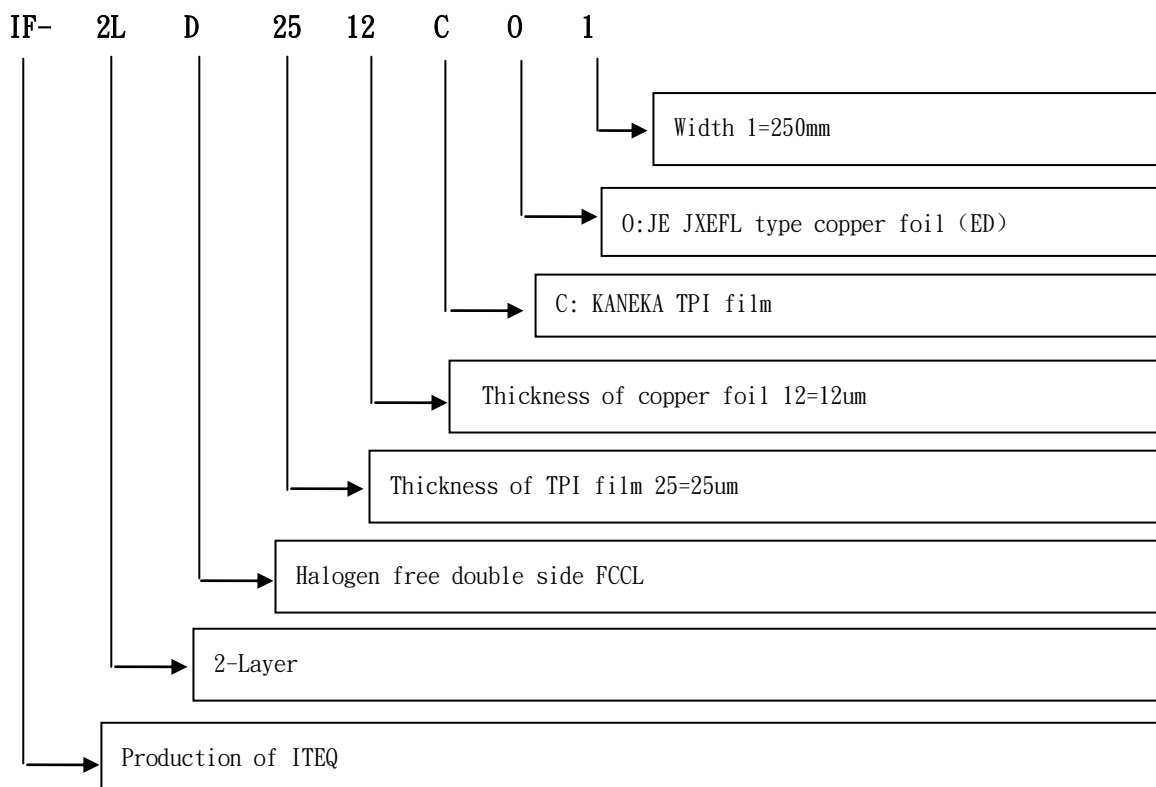 IF- 2L D 25 12 C O 1
Width 1=250mm
O:JE JXEFL type copper foil（ED）
C: KANEKA TPI film
Thickness of copper foil 12=12um
Thickness of TPI film 25=25um
Halogen free double side FCCL
2-Layer
Production of ITEQ